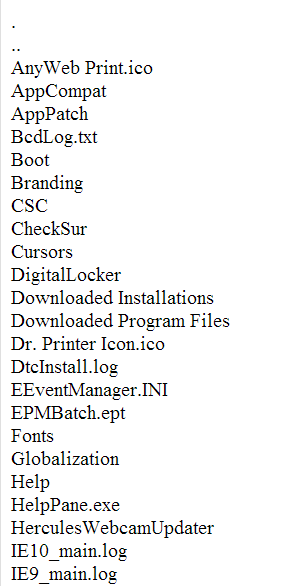 .
..
AnyWeb Print.ico
AppCompat
AppPatch
BcdLog.txt
Boot
Branding
CSC
CheckSur
Cursors
DigitalLocker
Downloaded Installations
Downloaded Program Files
Dr. Printer Icon.ico
DtcInstall.log
EEventManager.INI
EPMBatch.ept
Fonts
Globalization
Help
HelpPane.exe
HerculesWebcamUpdater
IE10_main.log
IE9_main.log